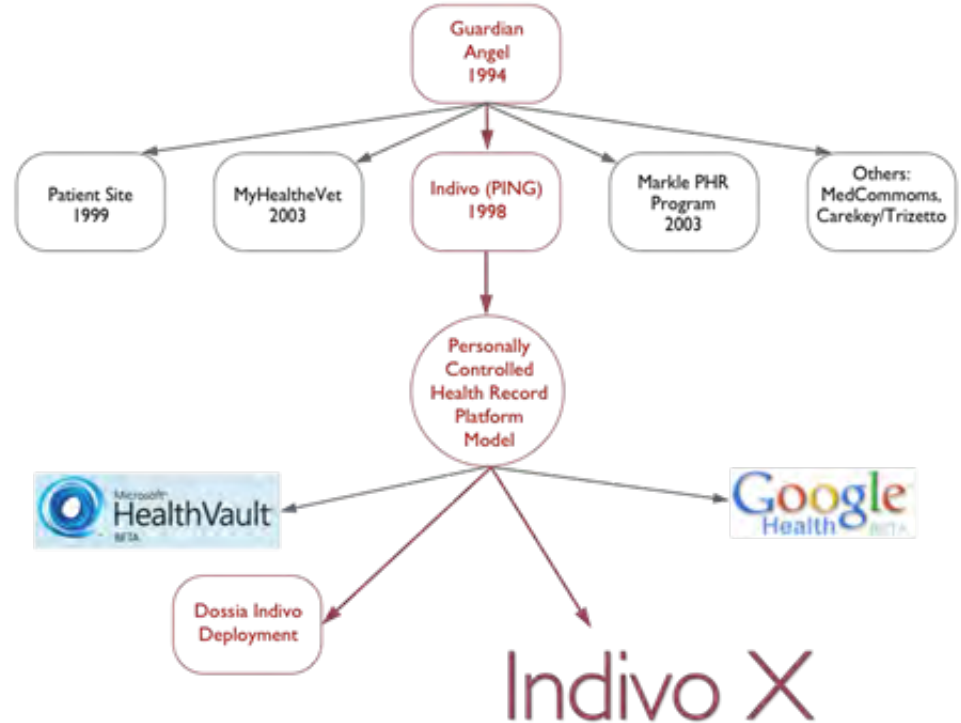 Guardian
Angel
1994
Patient Site
1999
MyHealtheVet
2003
Indivo (PING)
1998
Markle PHR
Program
2003
Others:
MedCommoms,
Carekey/Trizetto
Personally
Controlled
Health Record
Platform
Model
Microsoft
HealthVault
BETA
Google
Health BETA
Dossia Indivo
Deployment
Indivo X